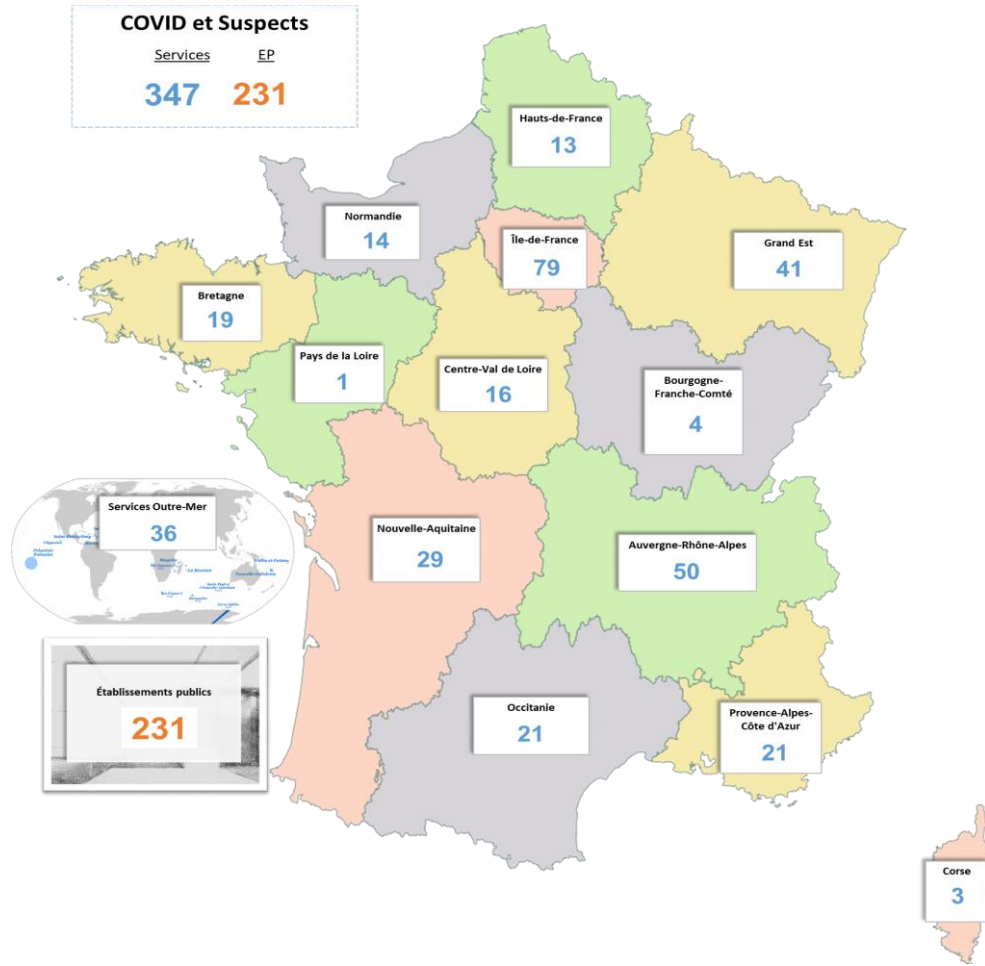 COVID et Suspects
Services EP
347 231
Hauts-de-France
13
Normandie
14
Île-de-France
79
Grand Est
41
Bretagne
19
Pays de la Loire
1
Centre-Val de Loire
16
Bourgogne-
Franche-Comté
4
Services Outre-Mer
36
La Réunion
Nouvelle-Aquitaine
29
Auvergne-Rhône-Alpes
50
Établissements publics
231
Occitanie
21
Provence-Alpes-
Côte d'Azur
21
Corse
3